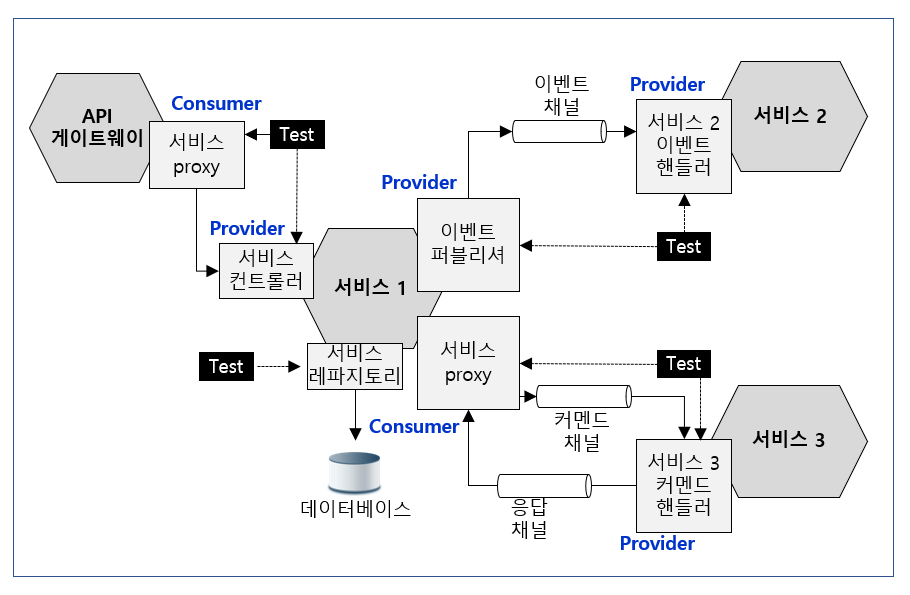 API
게이트웨이
Consumer
서비스
proxy
Test
Provider
서비스
컨트롤러
서비스 1
Test
서비스
레파지토리
데이터베이스
Provider
이벤트
퍼블리셔
이벤트
채널
Provider
서비스 2
이벤트
핸들러
서비스 2
Test
서비스
proxy
Consumer
Test
커멘드
채널
응답
채널
서비스 3
커멘드
핸들러
Provider
서비스 3